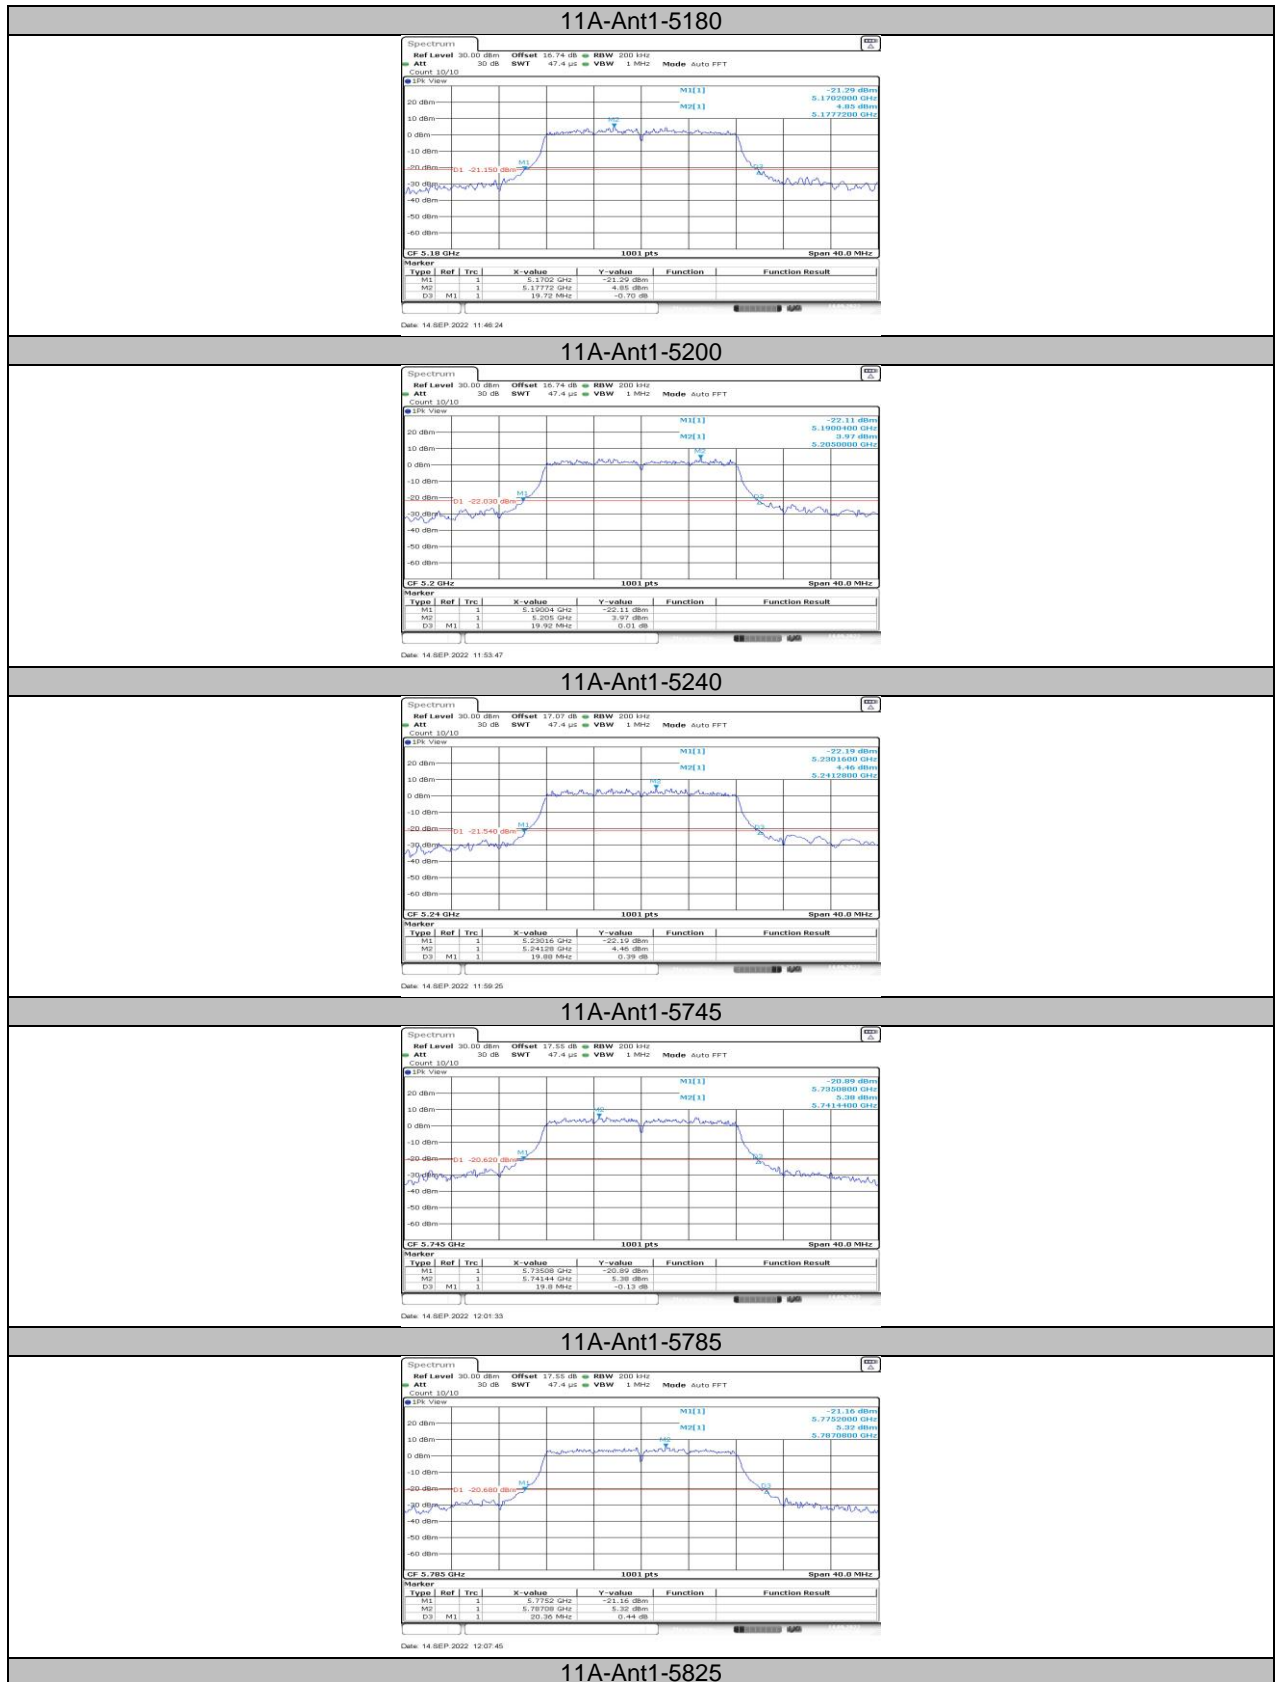 11A-Ant1-5180
Spectrum
Ref Level 30.00 dBm Offset 16.74 dB RBW 200 kHz
Att 30 dB SWT 47.4 µs VBW 1 MHz Mode Auto FFT
Count 10/10
1Pk View
M1[1] -21.29 dBm
5.1702000 GHz
M2[1] 4.85 dBm
5.1777200 GHz
20 dBm
10 dBm
M2
0 dBm
-10 dBm
M1
D3
-20 dBm
D1 -21.150 dBm
-30 dBm
-40 dBm
-50 dBm
-60 dBm
CF 5.18 GHz 1001 pts Span 40.0 MHz
Marker
Type Ref Trc X-value Y-value Function Function Result
M1 1 5.1702 GHz -21.29 dBm
M2 1 5.17772 GHz 4.85 dBm
D3 M1 1 19.72 MHz -0.70 dB
Date: 14.SEP.2022 11:46:24
11A-Ant1-5200
Spectrum
Ref Level 30.00 dBm Offset 16.74 dB RBW 200 kHz
Att 30 dB SWT 47.4 µs VBW 1 MHz Mode Auto FFT
Count 10/10
1Pk View
M1[1] -22.11 dBm
5.1900400 GHz
M2[1] 3.97 dBm
5.2050000 GHz
20 dBm
10 dBm
M2
0 dBm
-10 dBm
M1
D3
-20 dBm
D1 -22.030 dBm
-30 dBm
-40 dBm
-50 dBm
-60 dBm
CF 5.2 GHz 1001 pts Span 40.0 MHz
Marker
Type Ref Trc X-value Y-value Function Function Result
M1 1 5.19004 GHz -22.11 dBm
M2 1 5.205 GHz 3.97 dBm
D3 M1 1 19.92 MHz 0.01 dB
Date: 14.SEP.2022 11:53:47
11A-Ant1-5240
Spectrum
Ref Level 30.00 dBm Offset 17.07 dB RBW 200 kHz
Att 30 dB SWT 47.4 µs VBW 1 MHz Mode Auto FFT
Count 10/10
1Pk View
M1[1] -22.19 dBm
5.2301600 GHz
M2[1] 4.46 dBm
5.2412800 GHz
20 dBm
10 dBm
M2
0 dBm
-10 dBm
M1
D3
-20 dBm
D1 -21.540 dBm
-30 dBm
-40 dBm
-50 dBm
-60 dBm
CF 5.24 GHz 1001 pts Span 40.0 MHz
Marker
Type Ref Trc X-value Y-value Function Function Result
M1 1 5.23016 GHz -22.19 dBm
M2 1 5.24128 GHz 4.46 dBm
D3 M1 1 19.88 MHz 0.39 dB
Date: 14.SEP.2022 11:59:25
11A-Ant1-5745
Spectrum
Ref Level 30.00 dBm Offset 17.55 dB RBW 200 kHz
Att 30 dB SWT 47.4 µs VBW 1 MHz Mode Auto FFT
Count 10/10
1Pk View
M1[1] -20.89 dBm
5.7350800 GHz
M2[1] 5.38 dBm
5.7414400 GHz
20 dBm
10 dBm
M2
0 dBm
-10 dBm
M1
D3
-20 dBm
D1 -20.620 dBm
-30 dBm
-40 dBm
-50 dBm
-60 dBm
CF 5.745 GHz 1001 pts Span 40.0 MHz
Marker
Type Ref Trc X-value Y-value Function Function Result
M1 1 5.73508 GHz -20.89 dBm
M2 1 5.74144 GHz 5.38 dBm
D3 M1 1 19.8 MHz -0.13 dB
Date: 14.SEP.2022 12:01:33
11A-Ant1-5785
Spectrum
Ref Level 30.00 dBm Offset 17.55 dB RBW 200 kHz
Att 30 dB SWT 47.4 µs VBW 1 MHz Mode Auto FFT
Count 10/10
1Pk View
M1[1] -21.16 dBm
5.7752000 GHz
M2[1] 5.32 dBm
5.7870800 GHz
20 dBm
10 dBm
M2
0 dBm
-10 dBm
M1
D3
-20 dBm
D1 -20.680 dBm
-30 dBm
-40 dBm
-50 dBm
-60 dBm
CF 5.785 GHz 1001 pts Span 40.0 MHz
Marker
Type Ref Trc X-value Y-value Function Function Result
M1 1 5.7752 GHz -21.16 dBm
M2 1 5.78708 GHz 5.32 dBm
D3 M1 1 20.36 MHz 0.44 dB
Date: 14.SEP.2022 12:07:45
11A-Ant1-5825